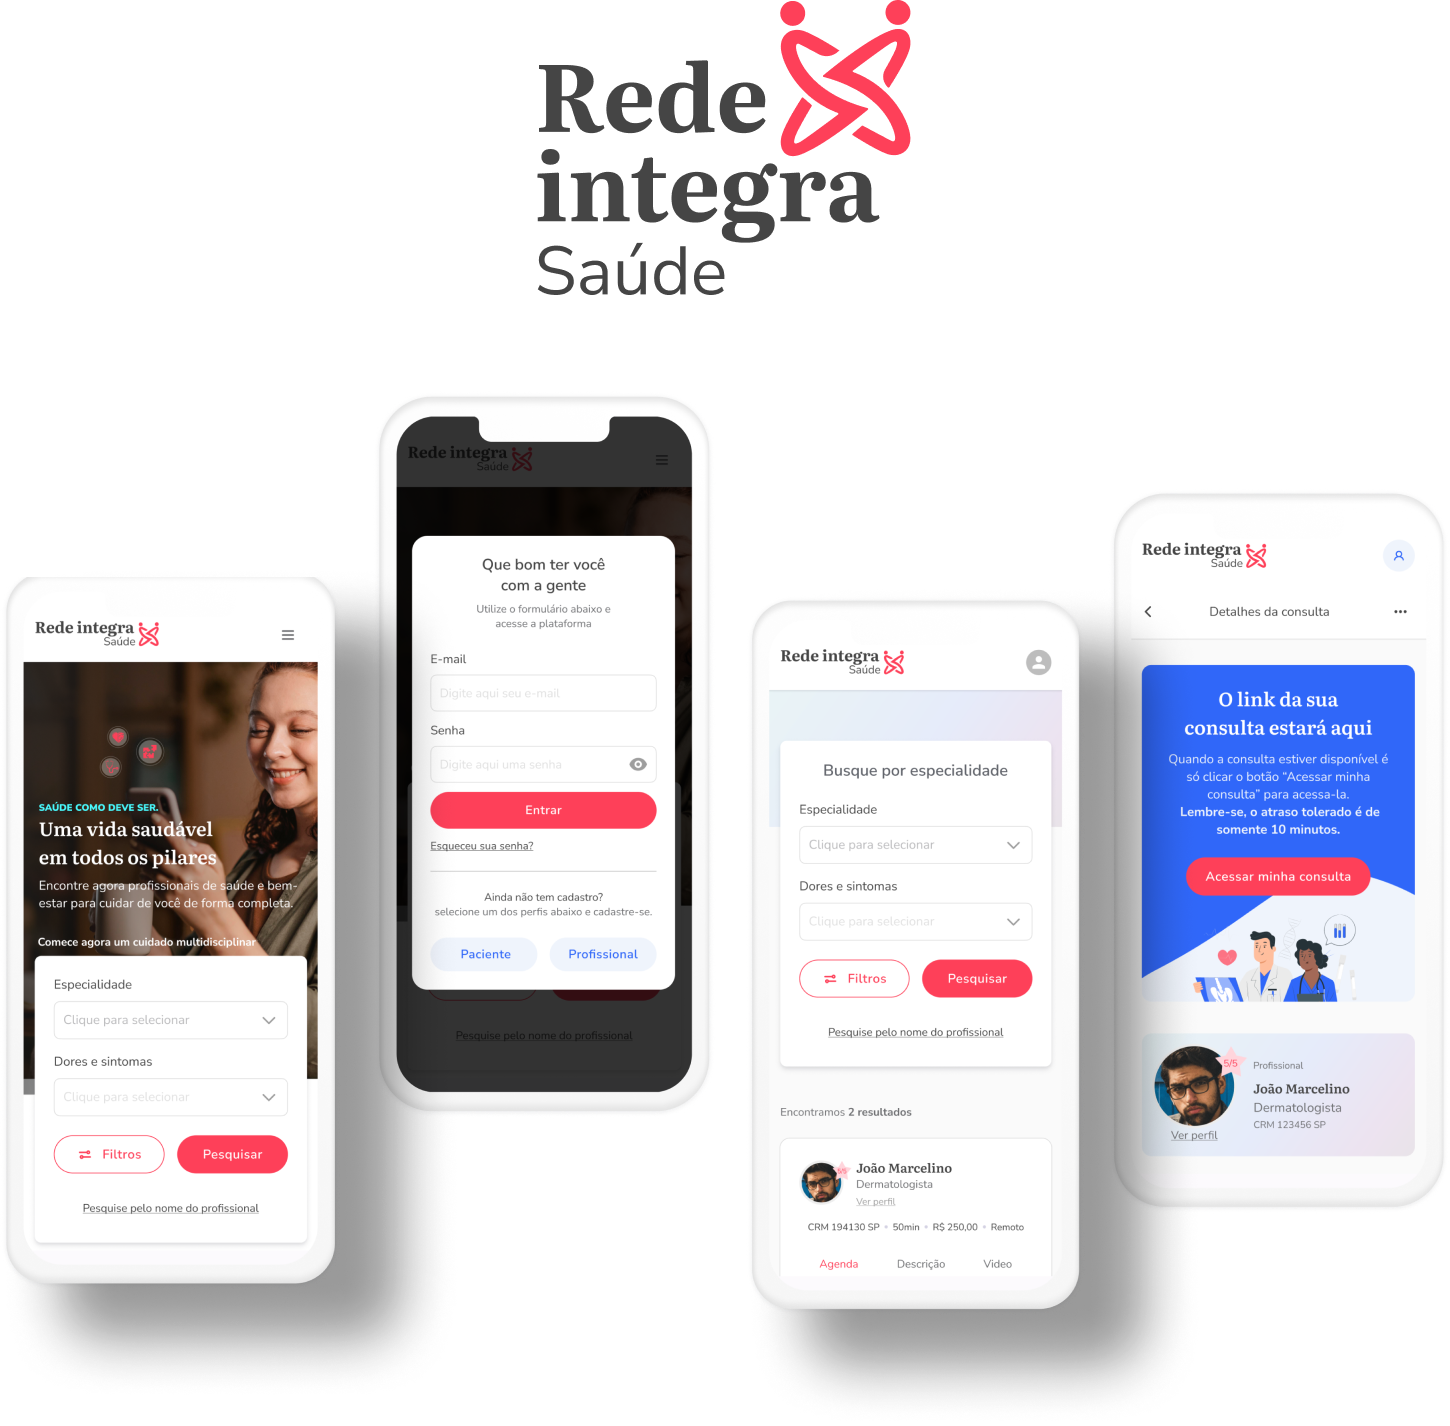 Rede
integra
Saúde
Rede integra
Saúde
SAÚDE COMO DEVE SER.
Uma vida saudável
em todos os pilares
Encontre agora profissionais de saúde e bem-
estar para cuidar de você de forma completa.
Comece agora um cuidado multidisciplinar
Especialidade
Clique para selecionar
Dores e sintomas
Clique para selecionar
Filtros
Pesquisar
Pesquise pelo nome do profissional
Rede integra
Saúde
Que bom ter você
com a gente
Utilize o formulário abaixo e
acesse a plataforma
E-mail
Digite aqui seu e-mail
Senha
Digite aqui uma senha
Entrar
Esqueceu sua senha?
Ainda não tem cadastro?
selecione um dos perfis abaixo e cadastre-se.
Paciente
Profissional
Pesquise pelo nome do profissional
Rede integra
Saúde
Busque por especialidade
Especialidade
Clique para selecionar
Dores e sintomas
Clique para selecionar
Filtros
Pesquisar
Pesquise pelo nome do profissional
Encontramos 2 resultados
5/5
João Marcelino
Dermatologista
Ver perfil
CRM 194130 SP • 50min • R$ 250,00 • Remoto
Agenda
Descrição
Video
Rede integra
Saúde
Detalhes da consulta
O link da sua
consulta estará aqui
Quando a consulta estiver disponível é
só clicar o botão “Acessar minha
consulta” para acessa-la.
Lembre-se, o atraso tolerado é de
somente 10 minutos.
Acessar minha consulta
5/5
Profissional
João Marcelino
Dermatologista
CRM 123456 SP
Ver perfil